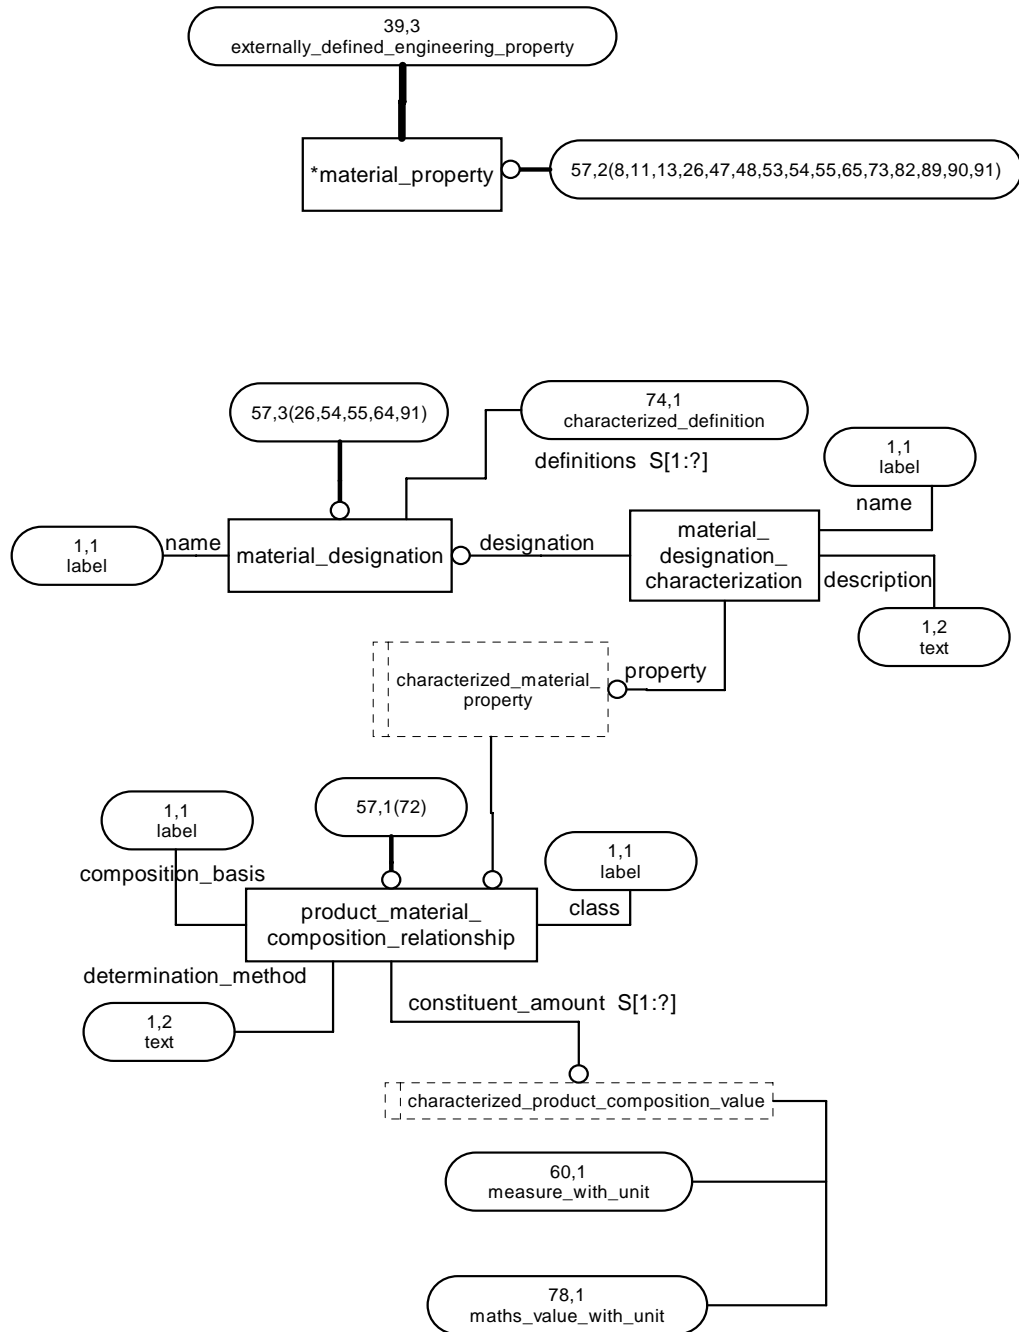 39,3
externally_defined_engineering_property
*material_property
57,2(8,11,13,26,47,48,53,54,55,65,73,82,89,90,91)
57,3(26,54,55,64,91)
74,1
characterized_definition
definitions S[1:?]
1,1
label
name
1,1
label
name
material_designation
designation
material_
designation_
characterization
description
1,2
text
characterized_material_
property
property
1,1
label
composition_basis
57,1(72)
1,1
label
class
product_material_
composition_relationship
determination_method
1,2
text
constituent_amount S[1:?]
characterized_product_composition_value
60,1
measure_with_unit
78,1
maths_value_with_unit